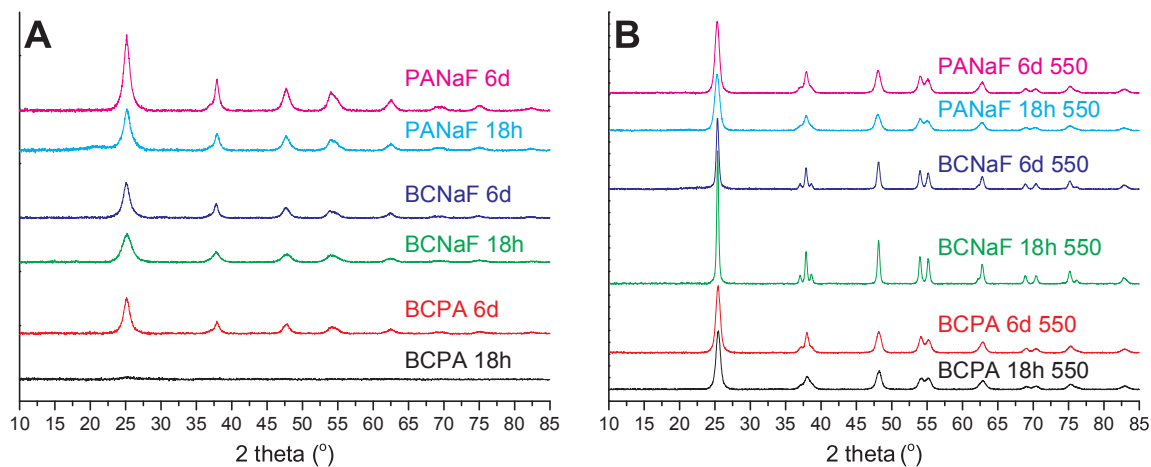 A
PANaF 6d
PANaF 18h
BCNaF 6d
BCNaF 18h
BCPA 6d
BCPA 18h
10 15 20 25 30 35 40 45 50 55 60 65 70 75 80 85
2 theta (o)
B
PANaF 6d 550
PANaF 18h 550
BCNaF 6d 550
BCNaF 18h 550
BCPA 6d 550
BCPA 18h 550
10 15 20 25 30 35 40 45 50 55 60 65 70 75 80 85
2 theta (o)